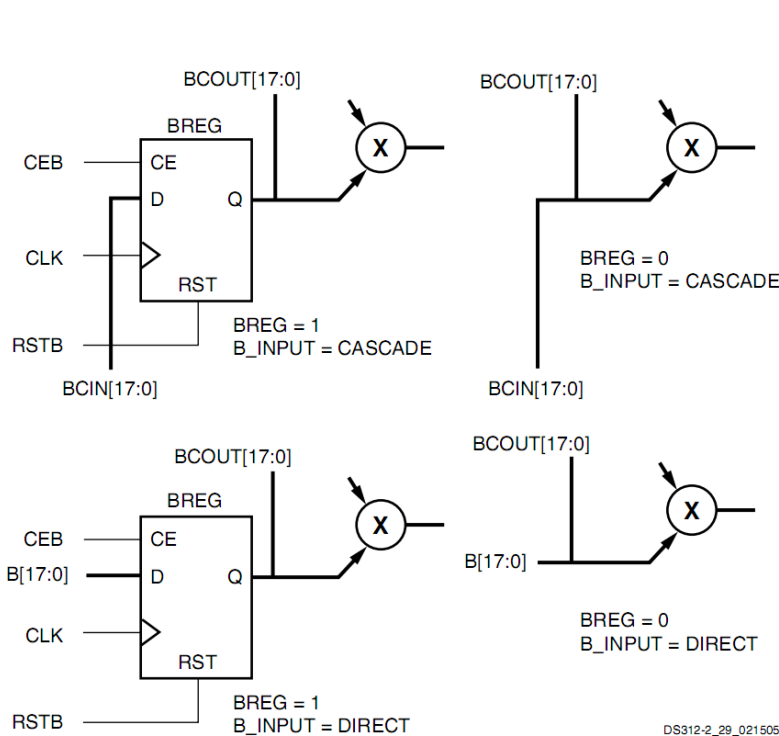 BCOUT[17:0]
BREG
CEB
CE
D
Q
CLK
RST
RSTB
BCIN[17:0]
X
BREG = 1
B_INPUT = CASCADE
BCOUT[17:0]
X
BREG = 0
B_INPUT = CASCADE
BCIN[17:0]
BCOUT[17:0]
BREG
CEB
CE
B[17:0]
D
Q
CLK
RST
RSTB
X
BREG = 1
B_INPUT = DIRECT
BCOUT[17:0]
X
B[17:0]
BREG = 0
B_INPUT = DIRECT
DS312-2_29_021505